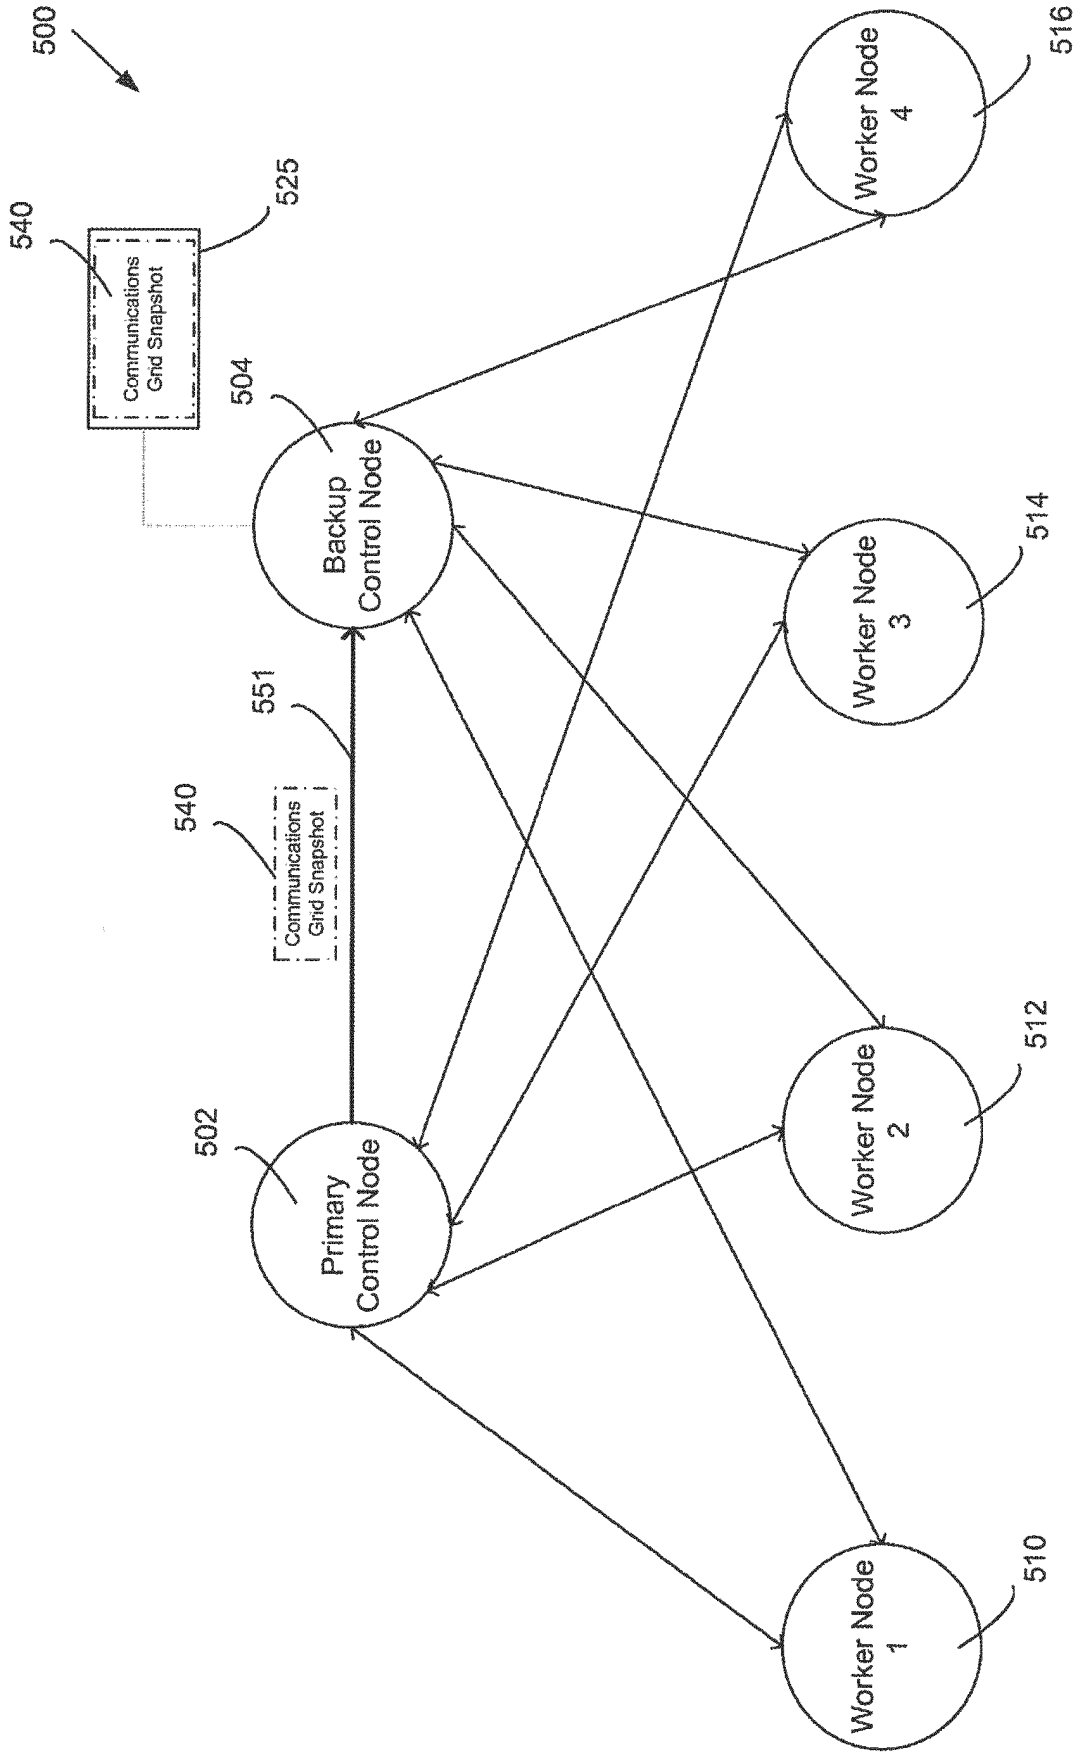 500
540
Communications
Grid Snapshot
525
504
Backup
Control Node
551
540
Communications
Grid Snapshot
502
Primary
Control Node
Worker Node
1
510
Worker Node
2
512
Worker Node
3
514
Worker Node
4
516